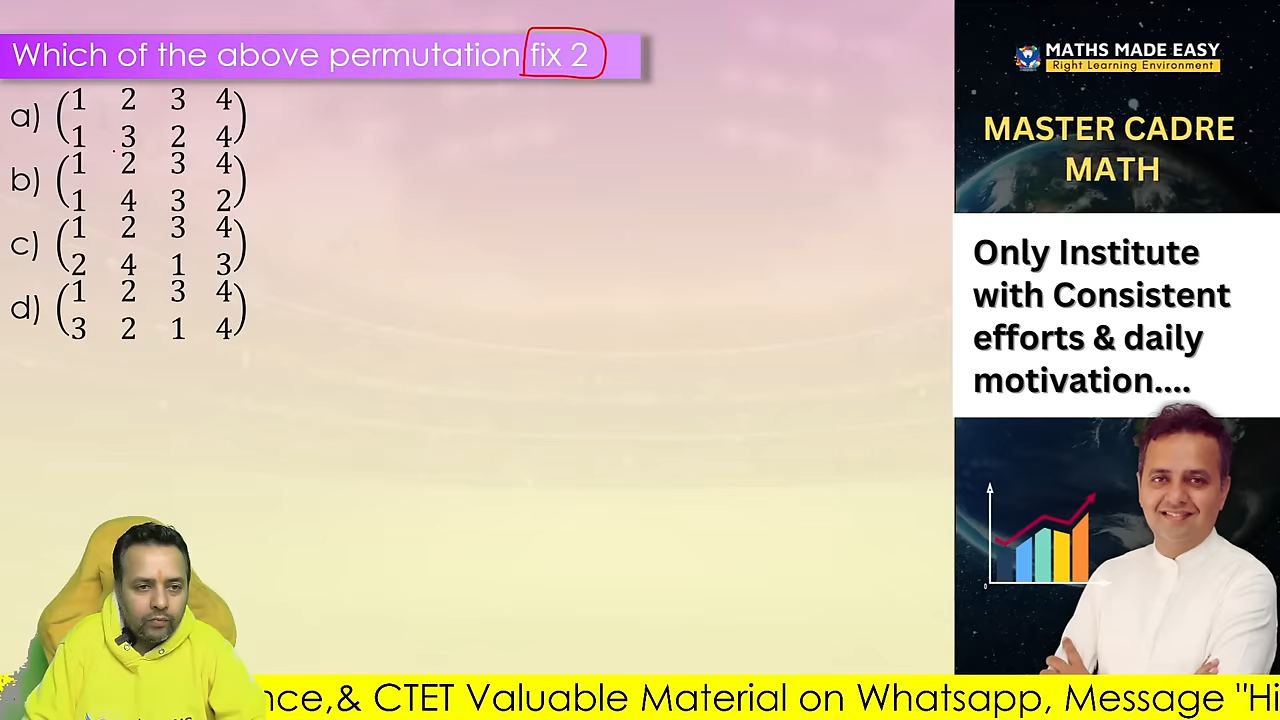 Which of the above permutation fix 2
a) (1 2 3 4
1 3 2 4)
b) (1 2 3 4
1 4 3 2)
c) (1 2 3 4
2 4 1 3)
d) (1 2 3 4
3 2 1 4)
MATHS MADE EASY
Right Learning Environment
MASTER CADRE
MATH
Only Institute
with Consistent
efforts & daily
motivation....
0
nce,& CTET Valuable Material on Whatsapp, Message "Hi